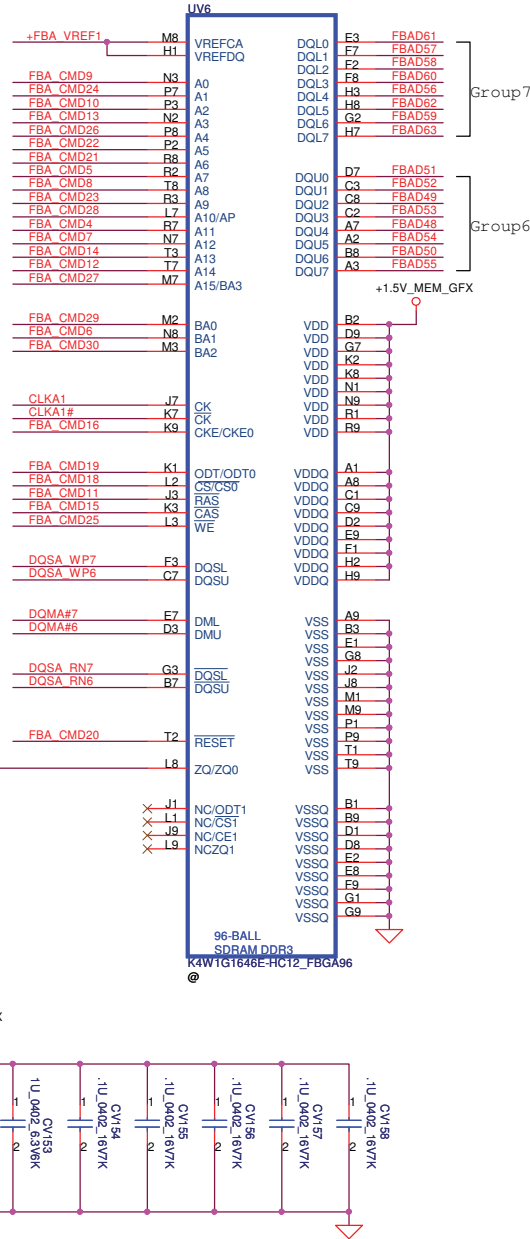 UV6
+FBA_VREF1 M8 VREFCA DQL0 E3 FBAD61
H1 VREFDQ DQL1 F7 FBAD57
DQL2 F2 FBAD58
FBA_CMD9 N3 A0 DQL3 F8 FBAD60
FBA_CMD24 P7 A1 DQL4 H3 FBAD56 Group7
FBA_CMD10 P3 A2 DQL5 H8 FBAD62
FBA_CMD13 N2 A3 DQL6 G2 FBAD59
FBA_CMD26 P8 A4 DQL7 H7 FBAD63
FBA_CMD22 P2 A5
FBA_CMD21 R8 A6
FBA_CMD5 R2 A7 DQU0 D7 FBAD51
FBA_CMD8 T8 A8 DQU1 C3 FBAD52
FBA_CMD23 R3 A9 DQU2 C8 FBAD49
FBA_CMD28 L7 A10/AP DQU3 C2 FBAD53
FBA_CMD4 R7 A11 DQU4 A7 FBAD48 Group6
FBA_CMD7 N7 A12 DQU5 A2 FBAD54
FBA_CMD14 T3 A13 DQU6 B8 FBAD50
FBA_CMD12 T7 A14 DQU7 A3 FBAD55
FBA_CMD27 M7 A15/BA3
+1.5V_MEM_GFX
FBA_CMD29 M2 BA0 VDD B2
FBA_CMD6 N8 BA1 VDD D9
FBA_CMD30 M3 BA2 VDD G7
VDD K2
VDD K8
VDD N1
CLKA1 J7 CK VDD N9
CLKA1# K7 CK VDD R1
FBA_CMD16 K9 CKE/CKE0 VDD R9
FBA_CMD19 K1 ODT/ODT0 VDDQ A1
FBA_CMD18 L2 CS/CS0 VDDQ A8
FBA_CMD11 J3 RAS VDDQ C1
FBA_CMD15 K3 CAS VDDQ C9
FBA_CMD25 L3 WE VDDQ D2
VDDQ E9
VDDQ F1
DQSA_WP7 F3 DQSL VDDQ H2
DQSA_WP6 C7 DQSU VDDQ H9
DQMA#7 E7 DML VSS A9
DQMA#6 D3 DMU VSS B3
VSS E1
VSS G8
DQSA_RN7 G3 DQSL VSS J2
DQSA_RN6 B7 DQSU VSS J8
VSS M1
VSS M9
VSS P1
FBA_CMD20 T2 RESET VSS P9
VSS T1
L8 ZQ/ZQ0 VSS T9
J1 NC/ODT1 VSSQ B1
L1 NC/CS1 VSSQ B9
J9 NC/CE1 VSSQ D1
L9 NCZQ1 VSSQ D8
VSSQ E2
VSSQ E8
VSSQ F9
VSSQ G1
VSSQ G9
96-BALL
SDRAM DDR3
K4W1G1646E-HC12_FBGA96
@
1 2 CV153
1U_0402_6.3V6K
1 2 CV154
.1U_0402_16V7K
1 2 CV155
.1U_0402_16V7K
1 2 CV156
.1U_0402_16V7K
1 2 CV157
.1U_0402_16V7K
1 2 CV158
.1U_0402_16V7K